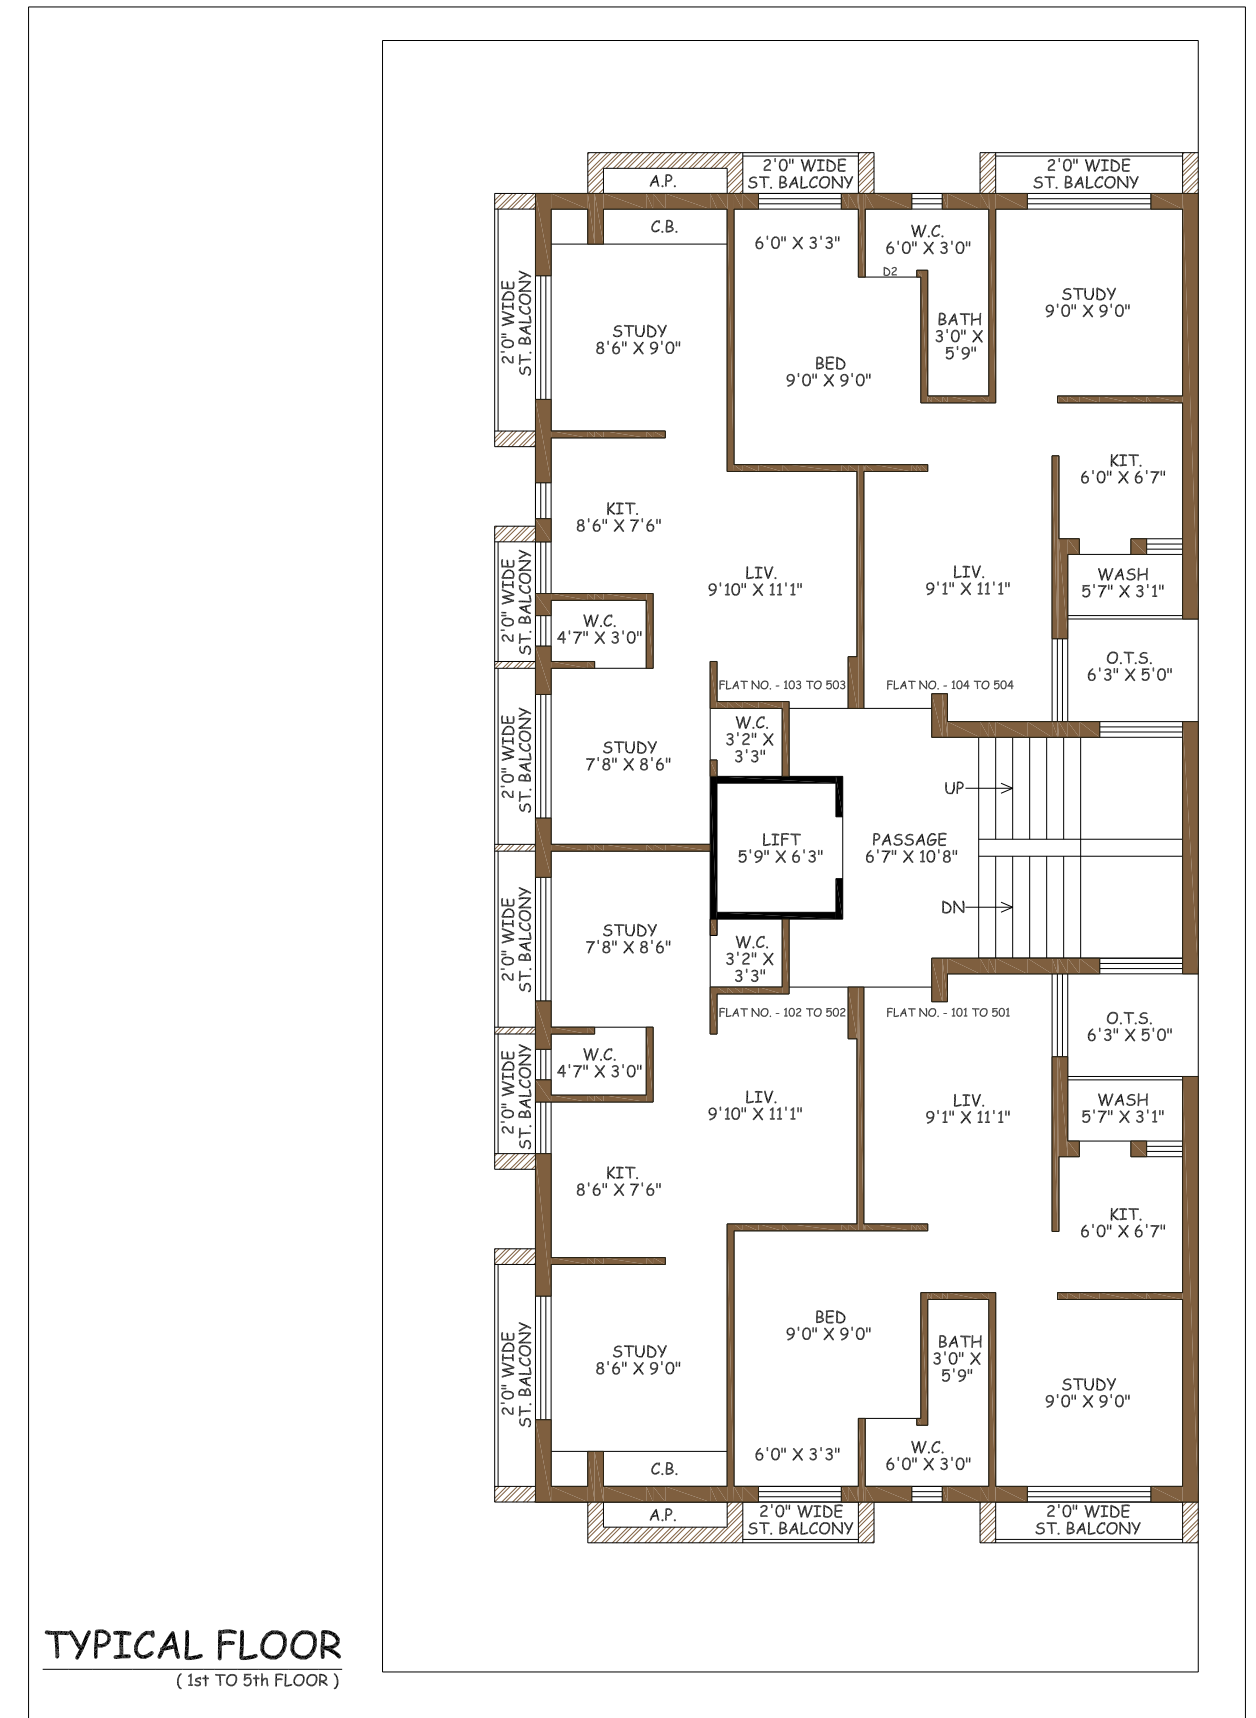 2'0" WIDE
ST. BALCONY
2'0" WIDE
ST. BALCONY
A.P.
C.B.
6'0" X 3'3"
W.C.
6'0" X 3'0"
D2
2'0" WIDE
ST. BALCONY
STUDY
8'6" X 9'0"
BED
9'0" X 9'0"
BATH
3'0" X
5'9"
STUDY
9'0" X 9'0"
KIT.
8'6" X 7'6"
KIT.
6'0" X 6'7"
2'0" WIDE
ST. BALCONY
LIV.
9'10" X 11'1"
LIV.
9'1" X 11'1"
WASH
5'7" X 3'1"
W.C.
4'7" X 3'0"
O.T.S.
6'3" X 5'0"
FLAT NO. - 103 TO 503
FLAT NO. - 104 TO 504
2'0" WIDE
ST. BALCONY
STUDY
7'8" X 8'6"
W.C.
3'2" X
3'3"
UP
LIFT
5'9" X 6'3"
PASSAGE
6'7" X 10'8"
DN
2'0" WIDE
ST. BALCONY
STUDY
7'8" X 8'6"
W.C.
3'2" X
3'3"
FLAT NO. - 102 TO 502
FLAT NO. - 101 TO 501
O.T.S.
6'3" X 5'0"
2'0" WIDE
ST. BALCONY
W.C.
4'7" X 3'0"
LIV.
9'10" X 11'1"
LIV.
9'1" X 11'1"
WASH
5'7" X 3'1"
KIT.
8'6" X 7'6"
KIT.
6'0" X 6'7"
2'0" WIDE
ST. BALCONY
STUDY
8'6" X 9'0"
BED
9'0" X 9'0"
BATH
3'0" X
5'9"
STUDY
9'0" X 9'0"
C.B.
6'0" X 3'3"
W.C.
6'0" X 3'0"
A.P.
2'0" WIDE
ST. BALCONY
2'0" WIDE
ST. BALCONY
TYPICAL FLOOR
( 1st TO 5th FLOOR )